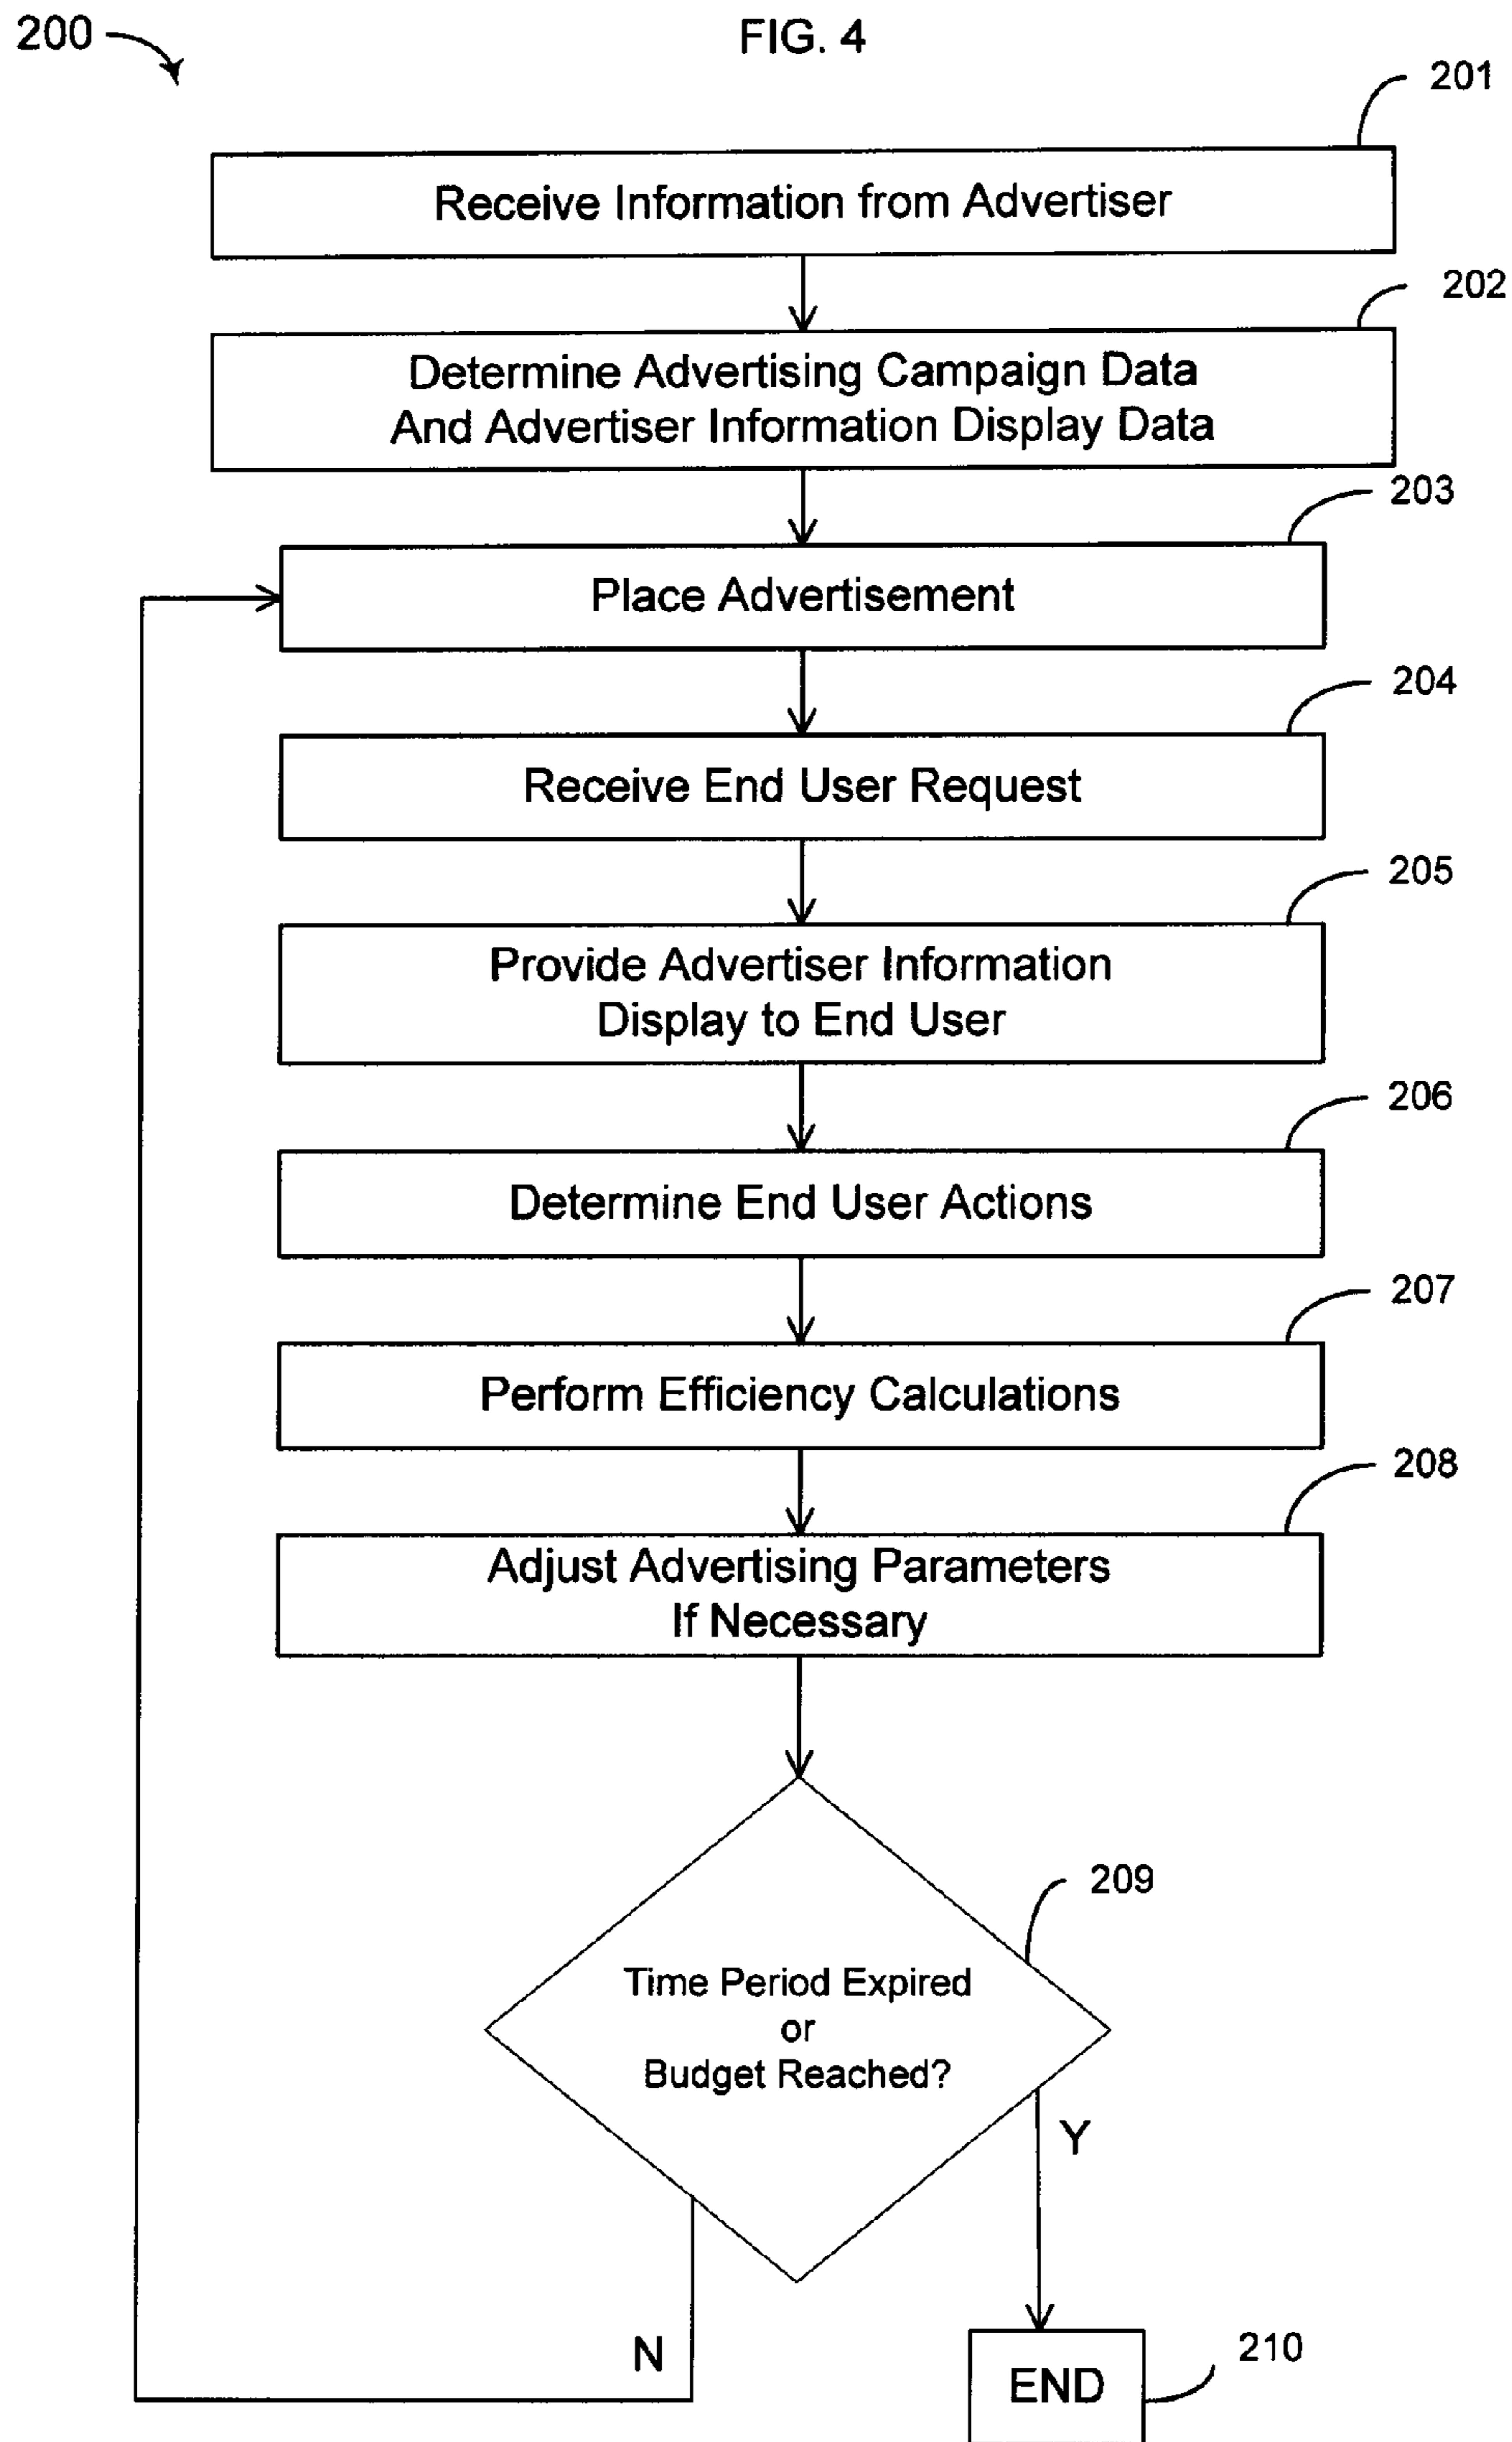 200
FIG. 4
201
Receive Information from Advertiser
202
Determine Advertising Campaign Data
And Advertiser Information Display Data
203
Place Advertisement
204
Receive End User Request
205
Provide Advertiser Information
Display to End User
206
Determine End User Actions
207
Perform Efficiency Calculations
208
Adjust Advertising Parameters
If Necessary
209
Time Period Expired
or
Budget Reached?
Y
N
210
END